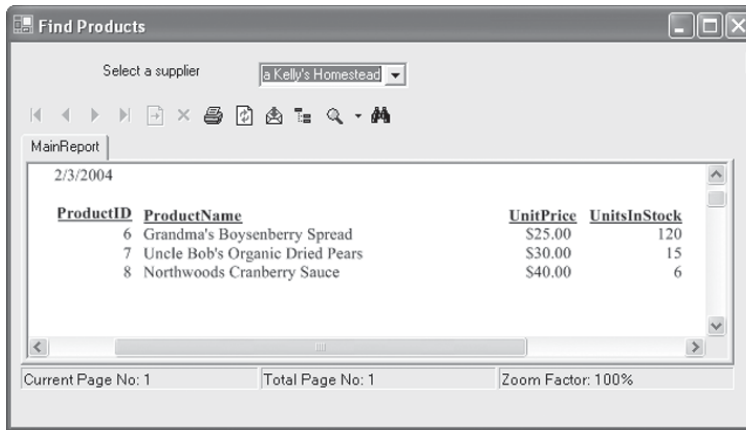 Find Products
Select a supplier
a Kelly's Homestead
MainReport
2/3/2004
ProductID ProductName UnitPrice UnitsInStock
6 Grandma's Boysenberry Spread $25.00 120
7 Uncle Bob's Organic Dried Pears $30.00 15
8 Northwoods Cranberry Sauce $40.00 6
Current Page No: 1 Total Page No: 1 Zoom Factor: 100%